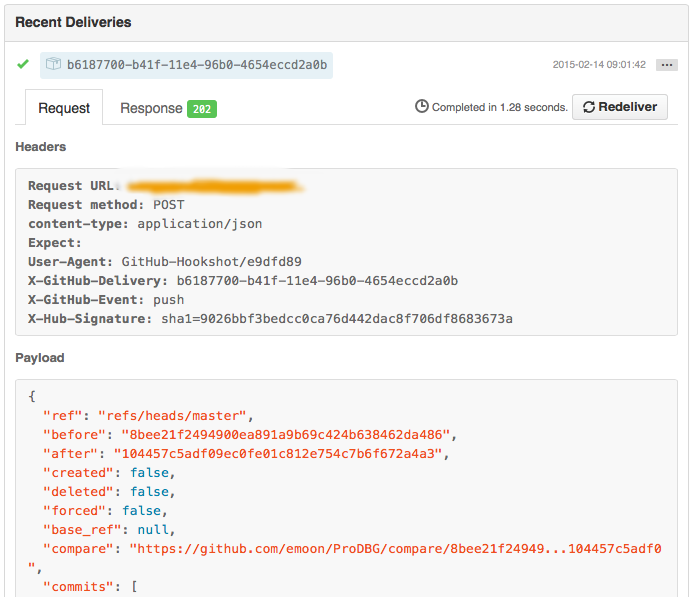 Recent Deliveries
b6187700-b41f-11e4-96b0-4654eccd2a0b 2015-02-14 09:01:42 ...
Request Response 202 Completed in 1.28 seconds. Redeliver
Headers
Request URL:
Request method: POST
content-type: application/json
Expect:
User-Agent: GitHub-Hookshot/e9dfd89
X-GitHub-Delivery: b6187700-b41f-11e4-96b0-4654eccd2a0b
X-GitHub-Event: push
X-Hub-Signature: sha1=9026bbf3bedcc0ca76d442dac8f706df8683673a
Payload
{
"ref": "refs/heads/master",
"before": "8bee21f2494900ea891a9b69c424b638462da486",
"after": "104457c5adf09ec0fe01c812e754c7b6f672a4a3",
"created": false,
"deleted": false,
"forced": false,
"base_ref": null,
"compare": "https://github.com/emoon/ProDBG/compare/8bee21f24949...104457c5adf0
",
"commits": [